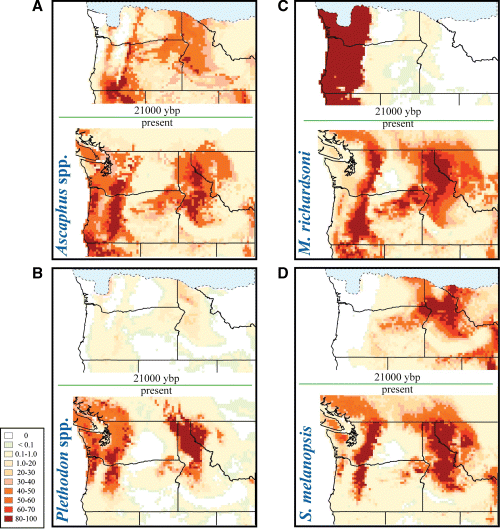 A
21000 ybp
present
Ascaphus spp.
C
21000 ybp
present
M. richardsoni
B
21000 ybp
present
Plethodon spp.
D
21000 ybp
present
S. melanopsis
0
< 0.1
0.1-1.0
1.0-20
20-30
30-40
40-50
50-60
60-70
80-100